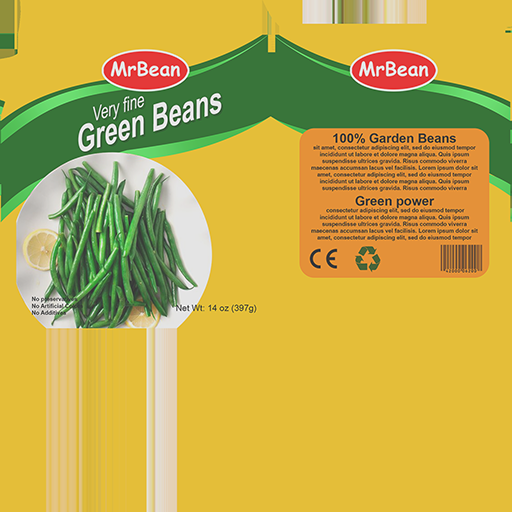 MrBean
Very fine
Green Beans
No preservatives
No Artificial
No Additives
*Net Wt: 14 oz (397g)
MrBean
100% Garden Beans
sit amet, consectetur adipiscing elit, sed do eiusmod tempor
incididunt ut labore et dolore magna aliqua. Quis ipsum
suspendisse ultrices gravida. Risus commodo viverra
maecenas accumsan lacus vel facilisis. Lorem ipsum dolor sit
amet, consectetur adipiscing elit, sed do eiusmod tempor
incididunt ut labore et dolore magna aliqua. Quis ipsum
suspendisse ultrices gravida. Risus commodo viverra
Green power
consectetur adipiscing elit, sed do eiusmod tempor
incididunt ut labore et dolore magna aliqua. Quis ipsum
suspendisse ultrices gravida. Risus commodo viverra
maecenas accumsan lacus vel facilisis. Lorem ipsum dolor sit
amet, consectetur adipiscing elit, sed do eiusmod tempor
CE